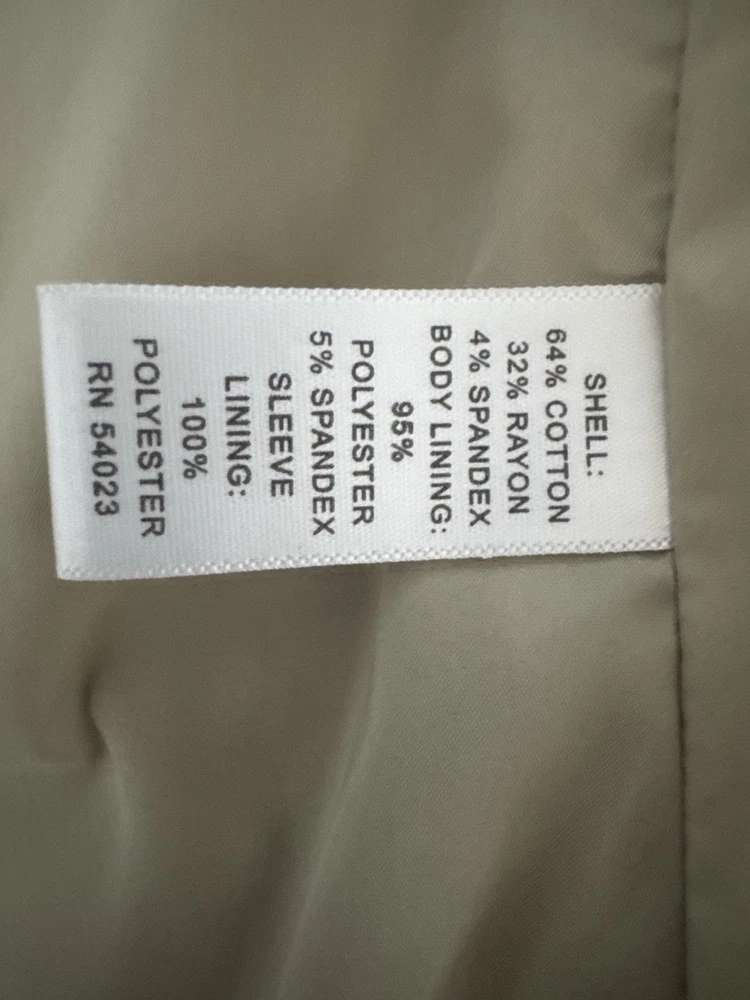 SHELL:
64% COTTON
32% RAYON
4% SPANDEX
BODY LINING:
95%
POLYESTER
5% SPANDEX
SLEEVE
LINING:
100%
POLYESTER
RN 54023